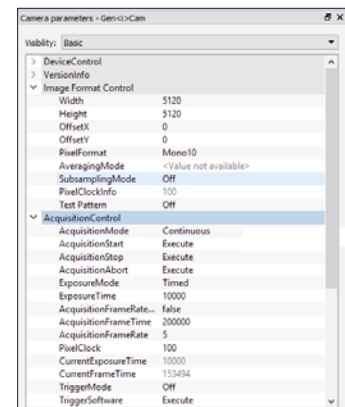 Camera parameters - Gen<i>Cam
Visibility: Basic
DeviceControl
VersionInfo
Image Format Control
Width 5120
Height 5120
OffsetX 0
OffsetY 0
PixelFormat Mono10
AveragingMode <Value not available>
SubsamplingMode Off
PixelClockInfo 100
Test Pattern Off
AcquisitionControl
AcquisitionMode Continuous
AcquisitionStart Execute
AcquisitionStop Execute
AcquisitionAbort Execute
ExposureMode Timed
ExposureTime 10000
AcquisitionFrameRate... false
AcquisitionFrameTime 200000
AcquisitionFrameRate 5
PixelClock 100
CurrentExposureTime 10000
CurrentFrameTime 153494
TriggerMode Off
TriggerSoftware Execute